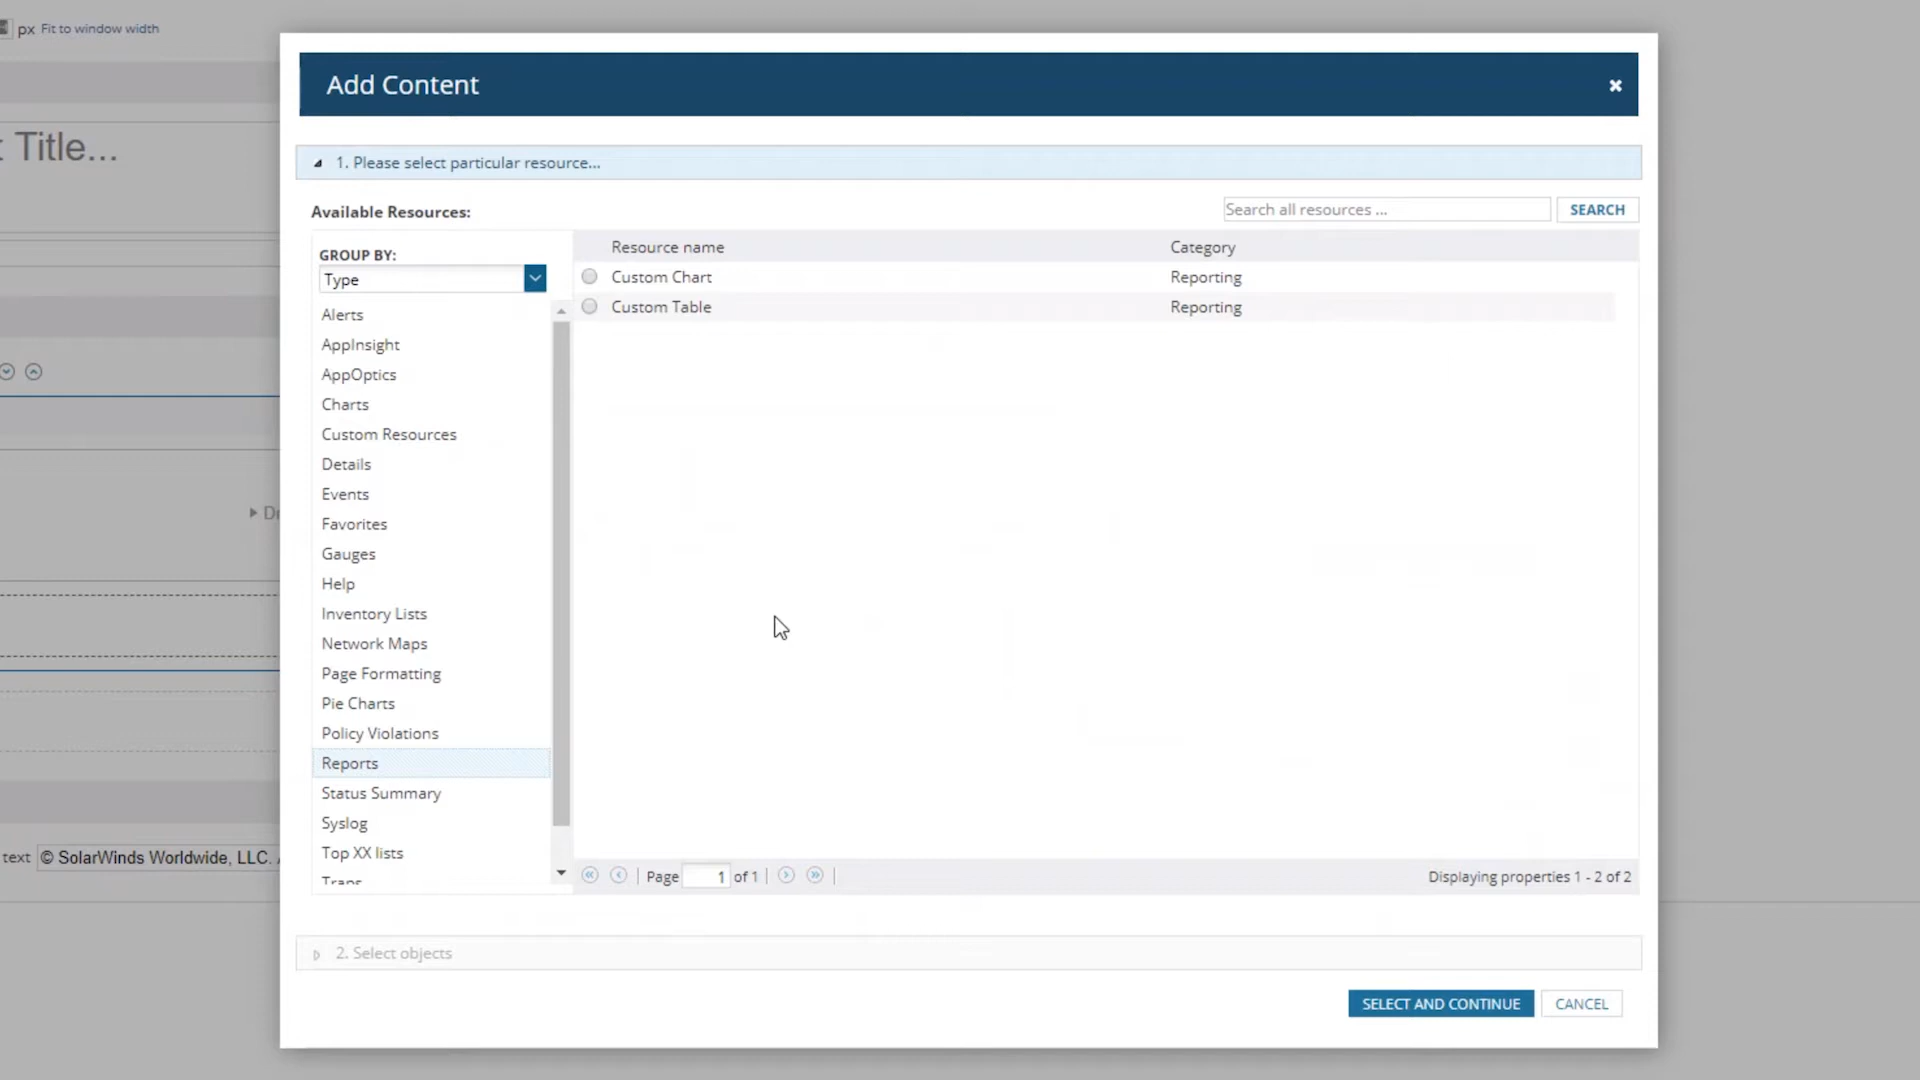 px Fit to window width
Add Content
Title...
1. Please select particular resource...
Available Resources:
Search all resources ...
SEARCH
GROUP BY:
Type
Resource name
Category
Custom Chart
Reporting
Custom Table
Reporting
Alerts
AppInsight
AppOptics
Charts
Custom Resources
Details
Events
Favorites
Gauges
Help
Inventory Lists
Network Maps
Page Formatting
Pie Charts
Policy Violations
Reports
Status Summary
Syslog
Top XX lists
Traps
text © SolarWinds Worldwide, LLC.
Page 1 of 1
Displaying properties 1 - 2 of 2
2. Select objects
SELECT AND CONTINUE
CANCEL